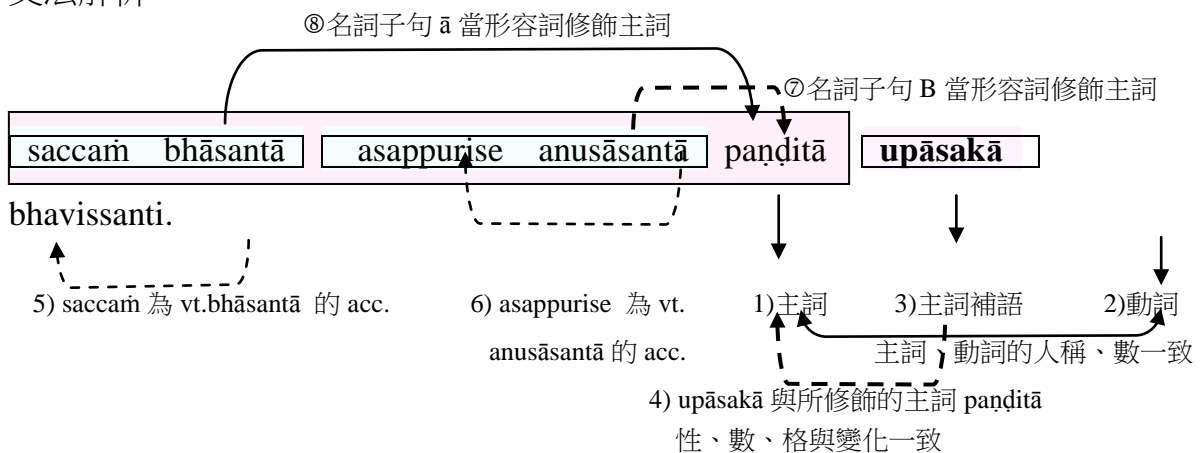 ⑧名詞子句 ā 當形容詞修飾主詞
⑦名詞子句 B 當形容詞修飾主詞
saccaṁ bhāsantā asappurise anusāsantā paṇḍitā upāsakā
bhavissanti.
5) saccaṁ 為 vt.bhāsantā 的 acc. 6) asappurise 為 vt. 1)主詞 3)主詞補語 2)動詞
anusāsantā 的 acc. 主詞、動詞的人稱、數一致
4) upāsakā 與所修飾的主詞 paṇḍitā
性、數、格與變化一致